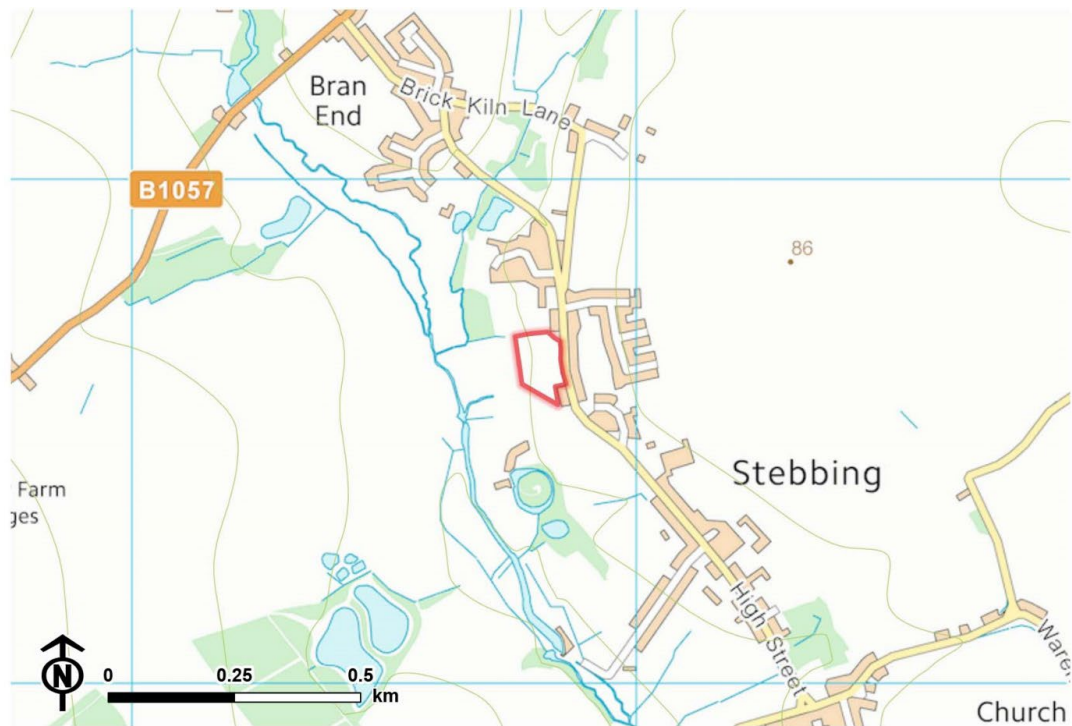 Bran
End
Brick Kiln Lane
B1057
86
Farm
ges
Stebbing
High Street
N
0 0.25 0.5
km
Church